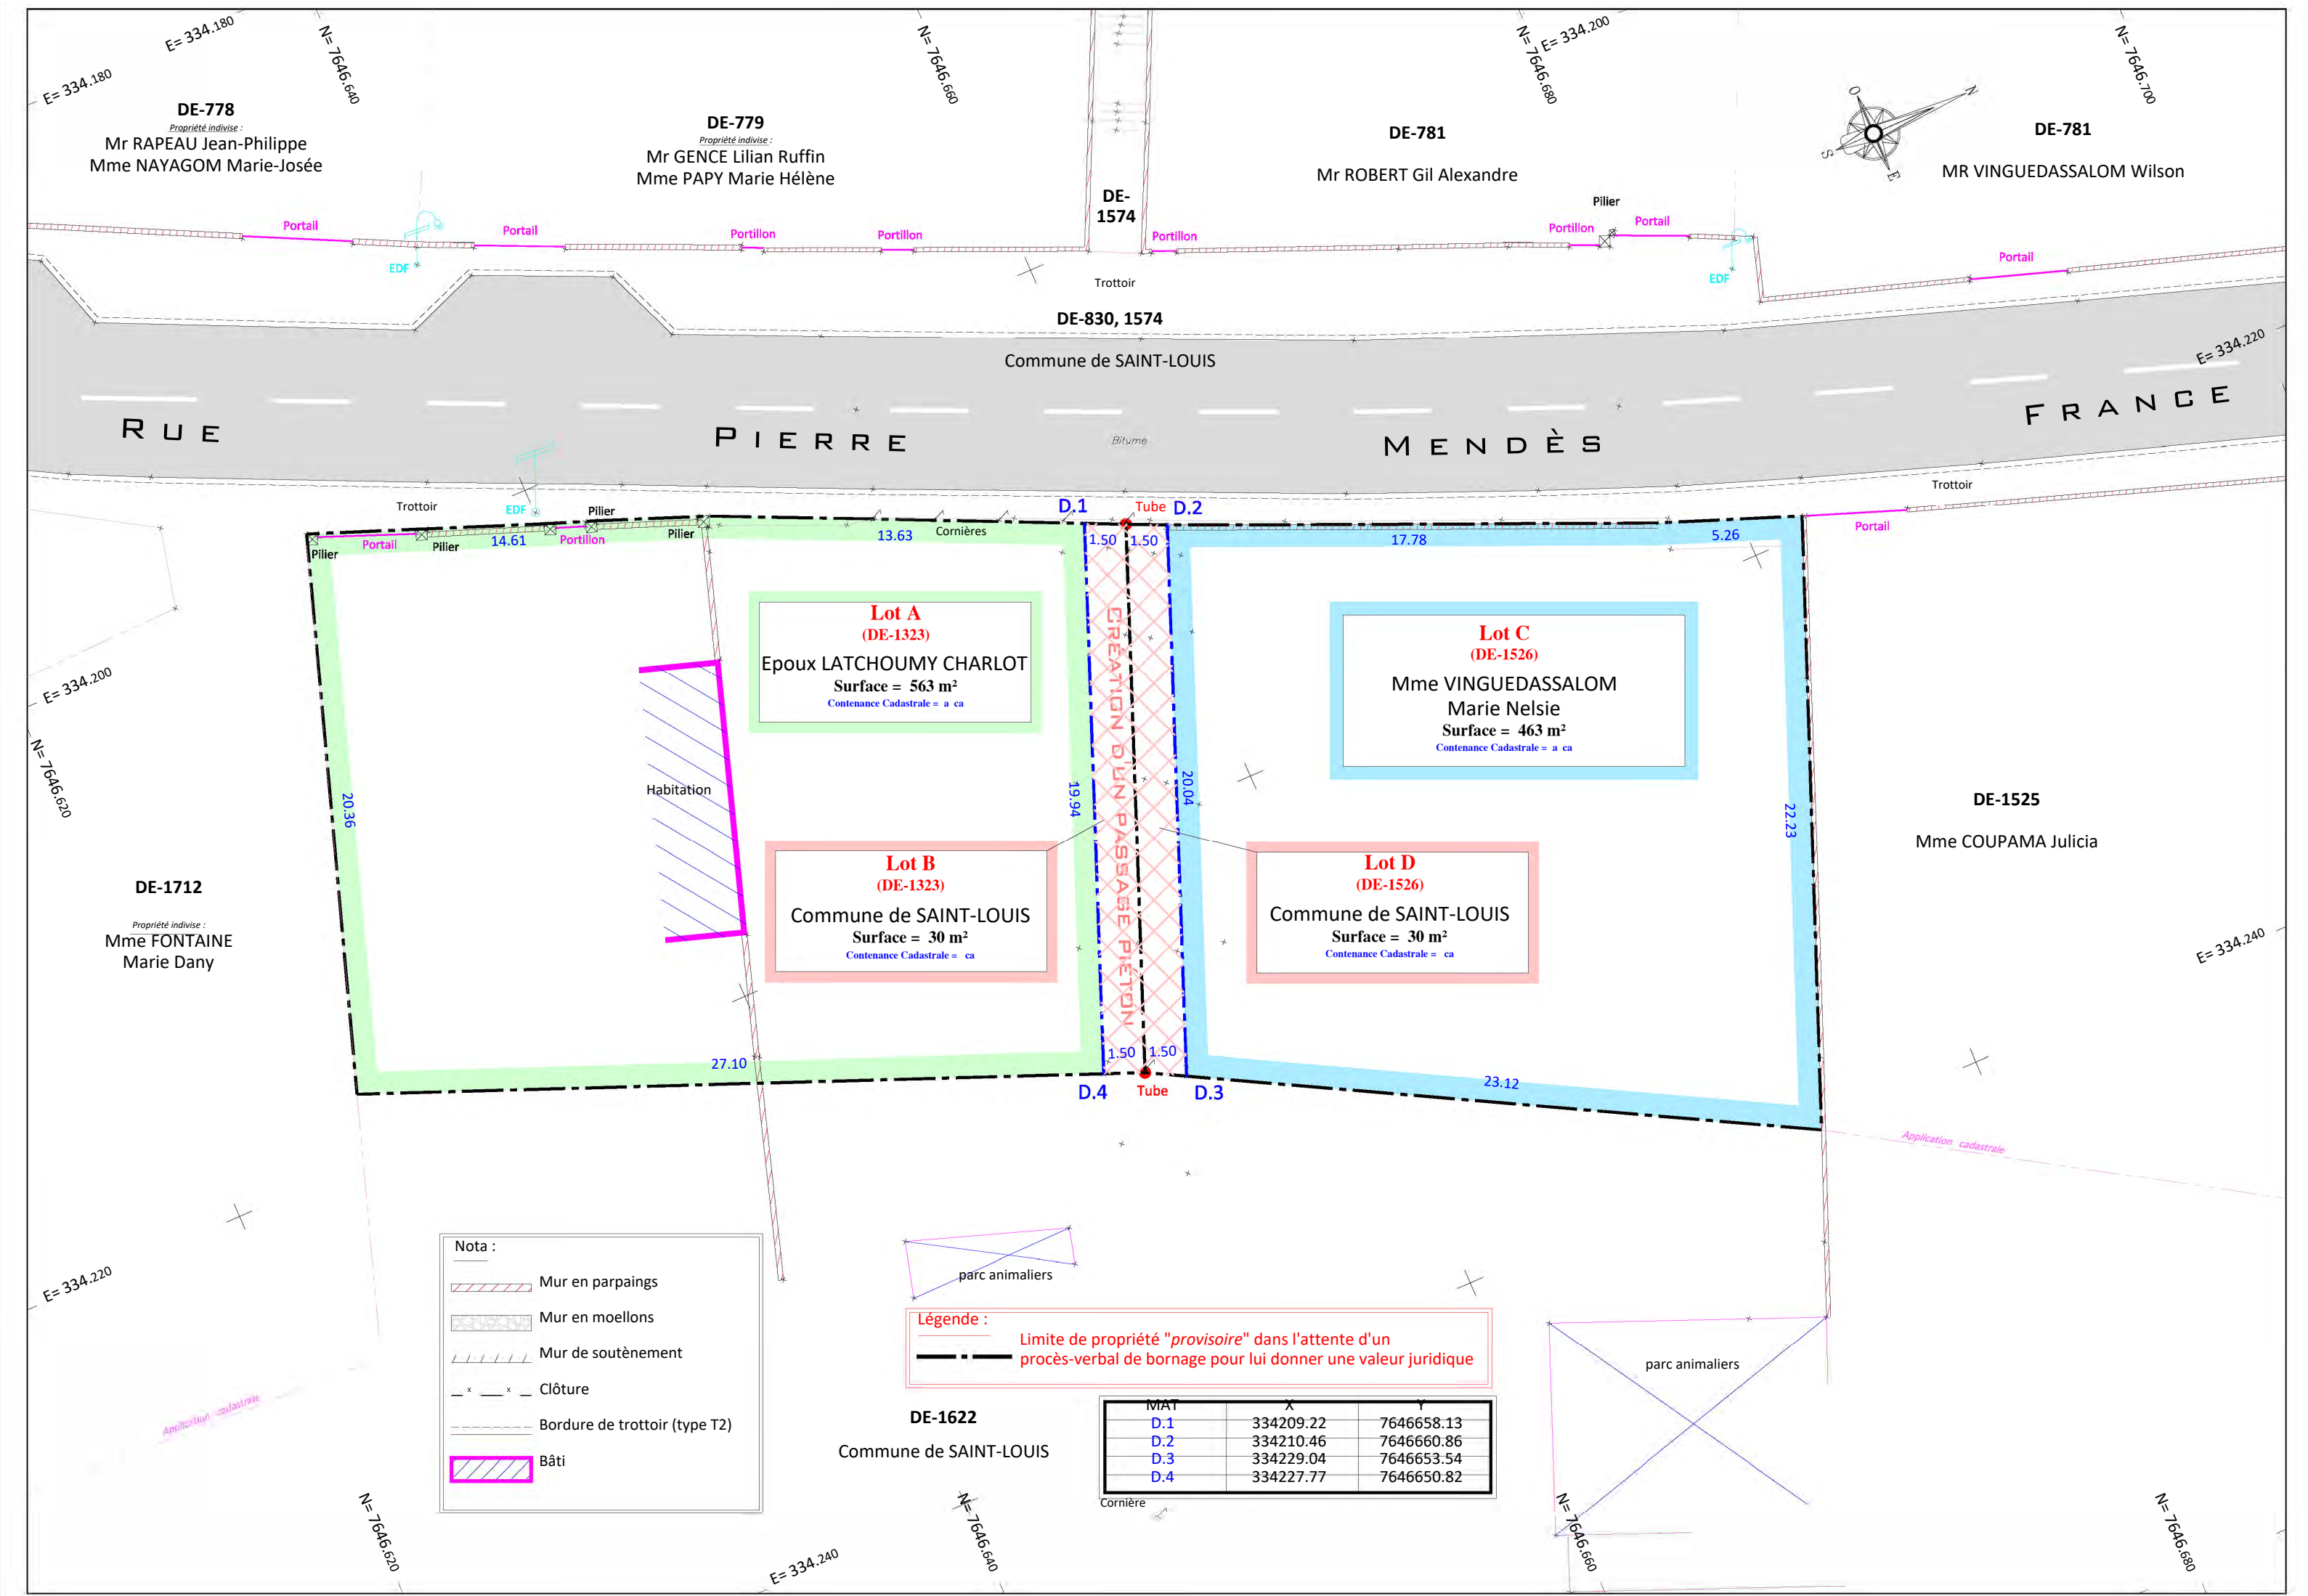 E= 334.180
N= 7646.640
N= 7646.660
N= 7646.680
E= 334.200
N= 7646.700
E= 334.180
DE-778
Propriété indivise :
Mr RAPEAU Jean-Philippe
Mme NAYAGOM Marie-Josée
DE-779
Propriété indivise :
Mr GENCE Lilian Ruffin
Mme PAPY Marie Hélène
DE-
1574
DE-781
Mr ROBERT Gil Alexandre
O
N
S
E
DE-781
MR VINGUEDASSALOM Wilson
Portail
EDF
Portail
Portillon
Portillon
Portillon
Portillon
Pilier
Portail
EDF
Portail
Trottoir
DE-830, 1574
Commune de SAINT-LOUIS
E= 334.220
RUE PIERRE MENDÈS FRANCE
Bitume
Trottoir
EDF
Pilier
Trottoir
Pilier
Portail
Pilier
14.61
Portillon
Pilier
13.63
Cornières
D.1
Tube
D.2
1.50
1.50
17.78
5.26
Portail
Lot A
(DE-1323)
Epoux LATCHOUMY CHARLOT
Surface = 563 m²
Contenance Cadastrale = a ca
Lot C
(DE-1526)
Mme VINGUEDASSALOM
Marie Nelsie
Surface = 463 m²
Contenance Cadastrale = a ca
CRÉATION D'UN PASSAGE PIÉTON
E= 334.200
N= 7646.620
20.36
Habitation
19.94
20.04
22.23
Lot B
(DE-1323)
Commune de SAINT-LOUIS
Surface = 30 m²
Contenance Cadastrale = ca
Lot D
(DE-1526)
Commune de SAINT-LOUIS
Surface = 30 m²
Contenance Cadastrale = ca
DE-1525
Mme COUPAMA Julicia
DE-1712
Propriété indivise :
Mme FONTAINE
Marie Dany
E= 334.240
27.10
1.50
1.50
D.4
Tube
D.3
23.12
Application cadastrale
E= 334.220
Nota :
Mur en parpaings
Mur en moellons
Mur de soutènement
Clôture
Bordure de trottoir (type T2)
Bâti
parc animaliers
Légende :
Limite de propriété "provisoire" dans l'attente d'un
procès-verbal de bornage pour lui donner une valeur juridique
parc animaliers
Application cadastrale
DE-1622
Commune de SAINT-LOUIS
MAT X Y
D.1 334209.22 7646658.13
D.2 334210.46 7646660.86
D.3 334229.04 7646653.54
D.4 334227.77 7646650.82
Cornière
N= 7646.620
E= 334.240
N= 7646.640
N= 7646.660
N= 7646.680